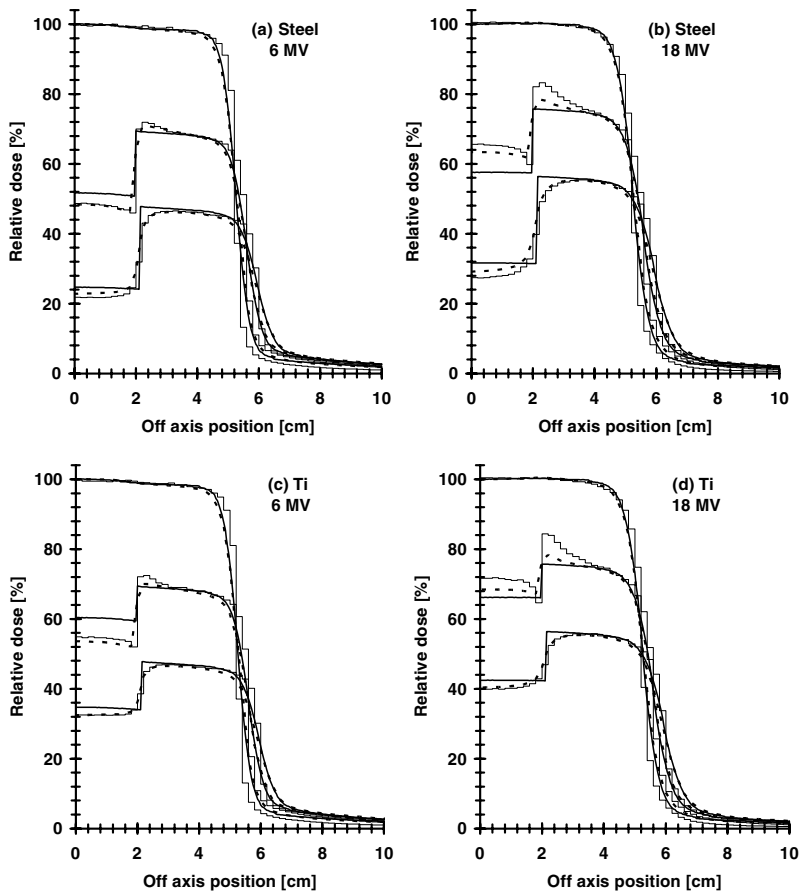 (a) Steel
6 MV
100
80
60
40
20
0
Relative dose [%]
0 2 4 6 8 10
Off axis position [cm]
(b) Steel
18 MV
100
80
60
40
20
0
Relative dose [%]
0 2 4 6 8 10
Off axis position [cm]
(c) Ti
6 MV
100
80
60
40
20
0
Relative dose [%]
0 2 4 6 8 10
Off axis position [cm]
(d) Ti
18 MV
100
80
60
40
20
0
Relative dose [%]
0 2 4 6 8 10
Off axis position [cm]